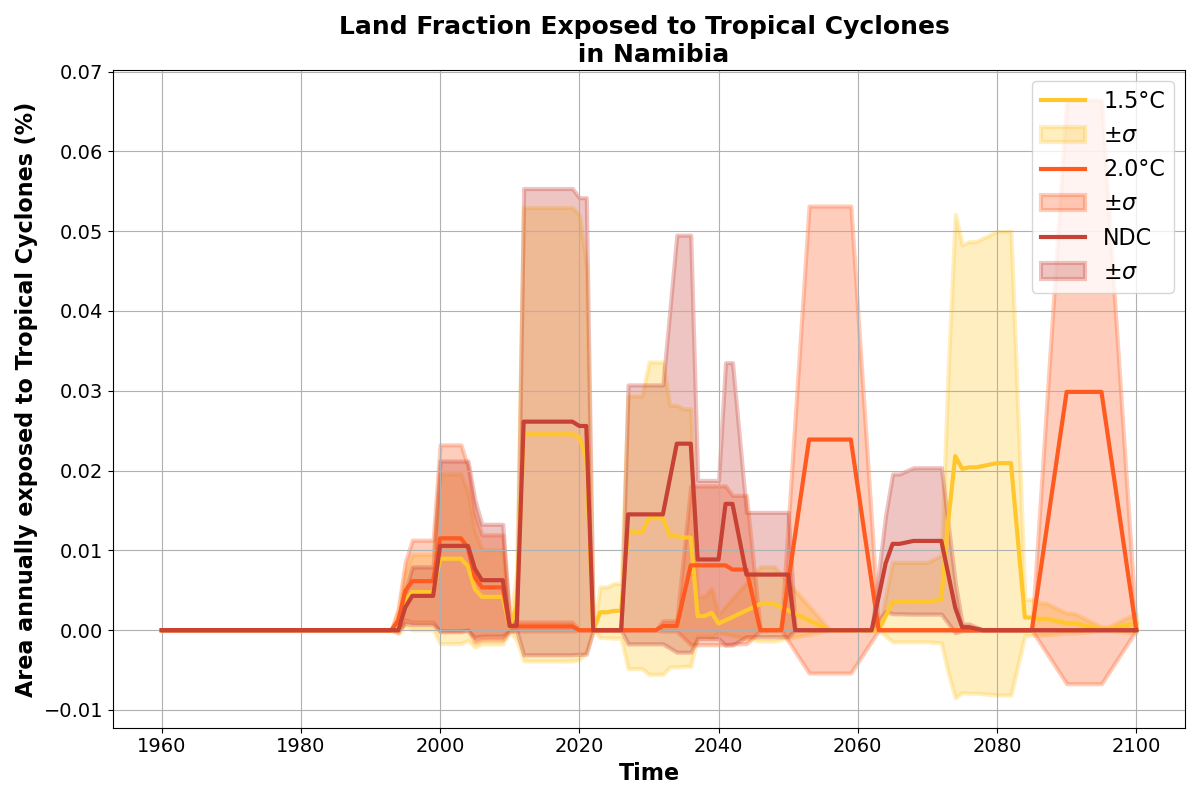 Land Fraction Exposed to Tropical Cyclones
in Namibia
Area annually exposed to Tropical Cyclones (%)
0.07
0.06
0.05
0.04
0.03
0.02
0.01
0.00
−0.01
1960
1980
2000
2020
2040
2060
2080
2100
Time
1.5°C
±σ
2.0°C
±σ
NDC
±σ